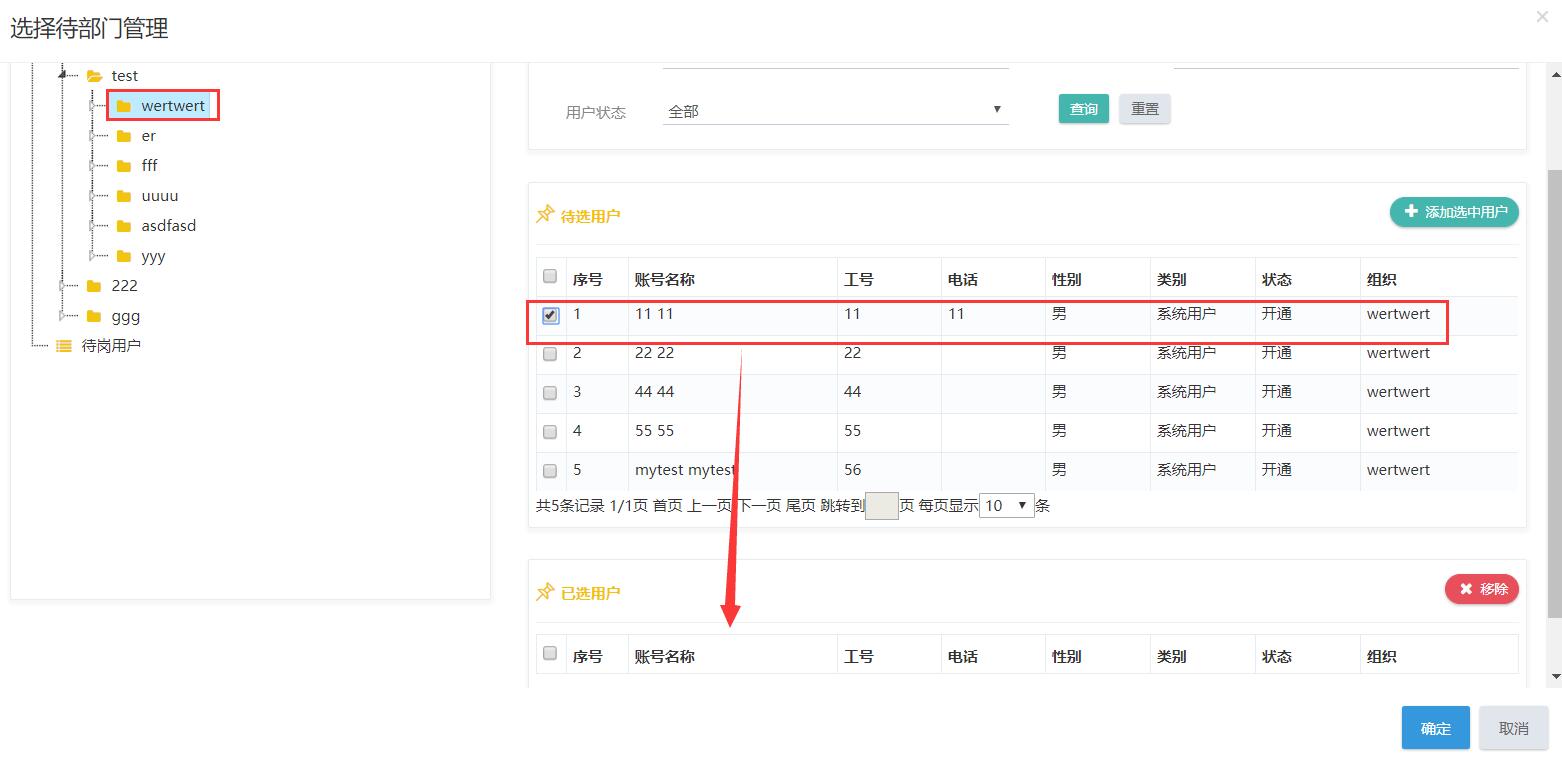 选择待部门管理
test
wertwert
er
fff
uuuu
asdfasd
yyy
222
ggg
待岗用户
用户状态 全部 查询 重置
待选用户 添加选中用户
序号 账号名称 工号 电话 性别 类别 状态 组织
1 11 11 11 11 男 系统用户 开通 wertwert
2 22 22 22 男 系统用户 开通 wertwert
3 44 44 44 男 系统用户 开通 wertwert
4 55 55 55 男 系统用户 开通 wertwert
5 mytest mytest 56 男 系统用户 开通 wertwert
共5条记录 1/1页 首页 上一页 下一页 尾页 跳转到 页 每页显示 10 条
已选用户 移除
序号 账号名称 工号 电话 性别 类别 状态 组织
确定 取消